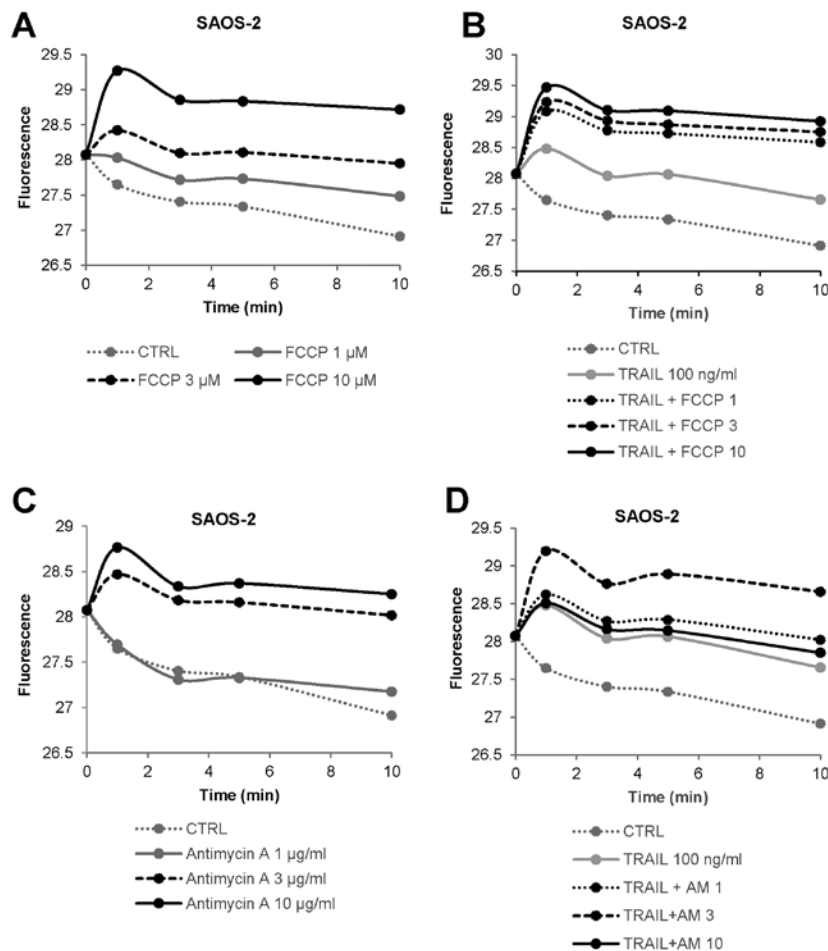 A
SAOS-2
29.5
29
28.5
28
27.5
27
26.5
Fluorescence
0 2 4 6 8 10
Time (min)
CTRL FCCP 1 µM
FCCP 3 µM FCCP 10 µM
B
SAOS-2
30
29.5
29
28.5
28
27.5
27
26.5
Fluorescence
0 2 4 6 8 10
Time (min)
CTRL
TRAIL 100 ng/ml
TRAIL + FCCP 1
TRAIL + FCCP 3
TRAIL + FCCP 10
C
SAOS-2
29
28.5
28
27.5
27
26.5
Fluorescence
0 2 4 6 8 10
Time (min)
CTRL
Antimycin A 1 µg/ml
Antimycin A 3 µg/ml
Antimycin A 10 µg/ml
D
SAOS-2
29.5
29
28.5
28
27.5
27
26.5
Fluorescence
0 2 4 6 8 10
Time (min)
CTRL
TRAIL 100 ng/ml
TRAIL + AM 1
TRAIL+AM 3
TRAIL+AM 10